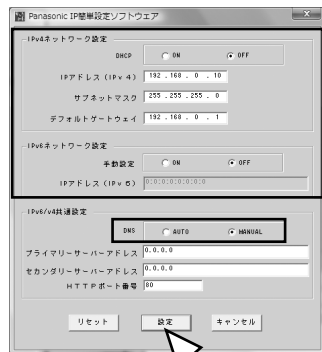 Panasonic IP簡単設定ソフトウェア
IPv4ネットワーク設定
DHCP ON OFF
IPアドレス (IPv 4) 192 . 168 . 0 . 10
サブネットマスク 255 . 255 . 255 . 0
デフォルトゲートウェイ 192 . 168 . 0 . 1
IPv6ネットワーク設定
手動設定 ON OFF
IPアドレス (IPv 6) 0:0:0:0:0:0:0:0
IPv6/v4共通設定
DNS AUTO MANUAL
プライマリーサーバーアドレス 0.0.0.0
セカンダリーサーバーアドレス 0.0.0.0
HTTPポート番号 80
リセット 設定 キャンセル